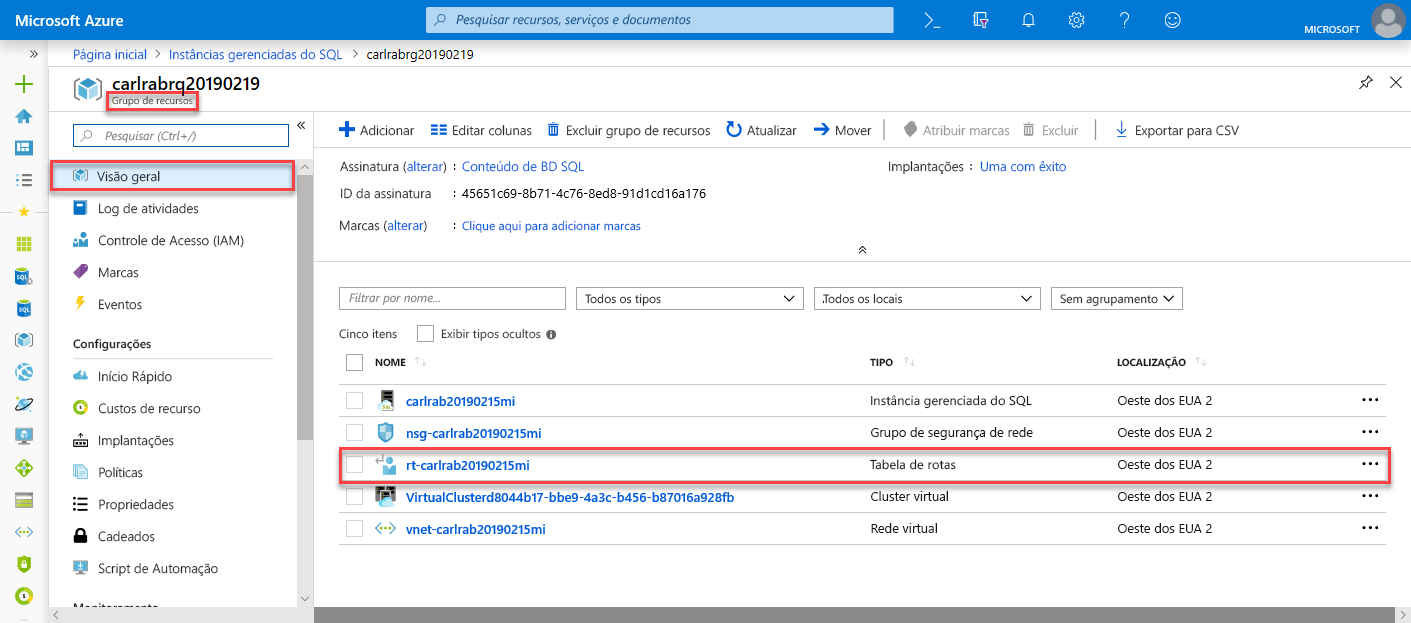 Microsoft Azure
Pesquisar recursos, serviços e documentos
MICROSOFT
Página inicial > Instâncias gerenciadas do SQL > carlrabrg20190219
carlrabrg20190219
Grupo de recursos
Pesquisar (Ctrl+/)
Visão geral
Log de atividades
Controle de Acesso (IAM)
Marcas
Eventos
Configurações
Início Rápido
Custos de recurso
Implantações
Políticas
Propriedades
Cadeados
Script de Automação
Monitoramento
Adicionar Editar colunas Excluir grupo de recursos Atualizar Mover Atribuir marcas Excluir Exportar para CSV
Assinatura (alterar) : Conteúdo de BD SQL Implantações : Uma com êxito
ID da assinatura : 45651c69-8b71-4c76-8ed8-91d1cd16a176
Marcas (alterar) : Clique aqui para adicionar marcas
Filtrar por nome... Todos os tipos Todos os locais Sem agrupamento
Cinco itens Exibir tipos ocultos
NOME TIPO LOCALIZAÇÃO
carlrab20190215mi Instância gerenciada do SQL Oeste dos EUA 2
nsg-carlrab20190215mi Grupo de segurança de rede Oeste dos EUA 2
rt-carlrab20190215mi Tabela de rotas Oeste dos EUA 2
VirtualClusterd8044b17-bbe9-4a3c-b456-b87016a928fb Cluster virtual Oeste dos EUA 2
vnet-carlrab20190215mi Rede virtual Oeste dos EUA 2